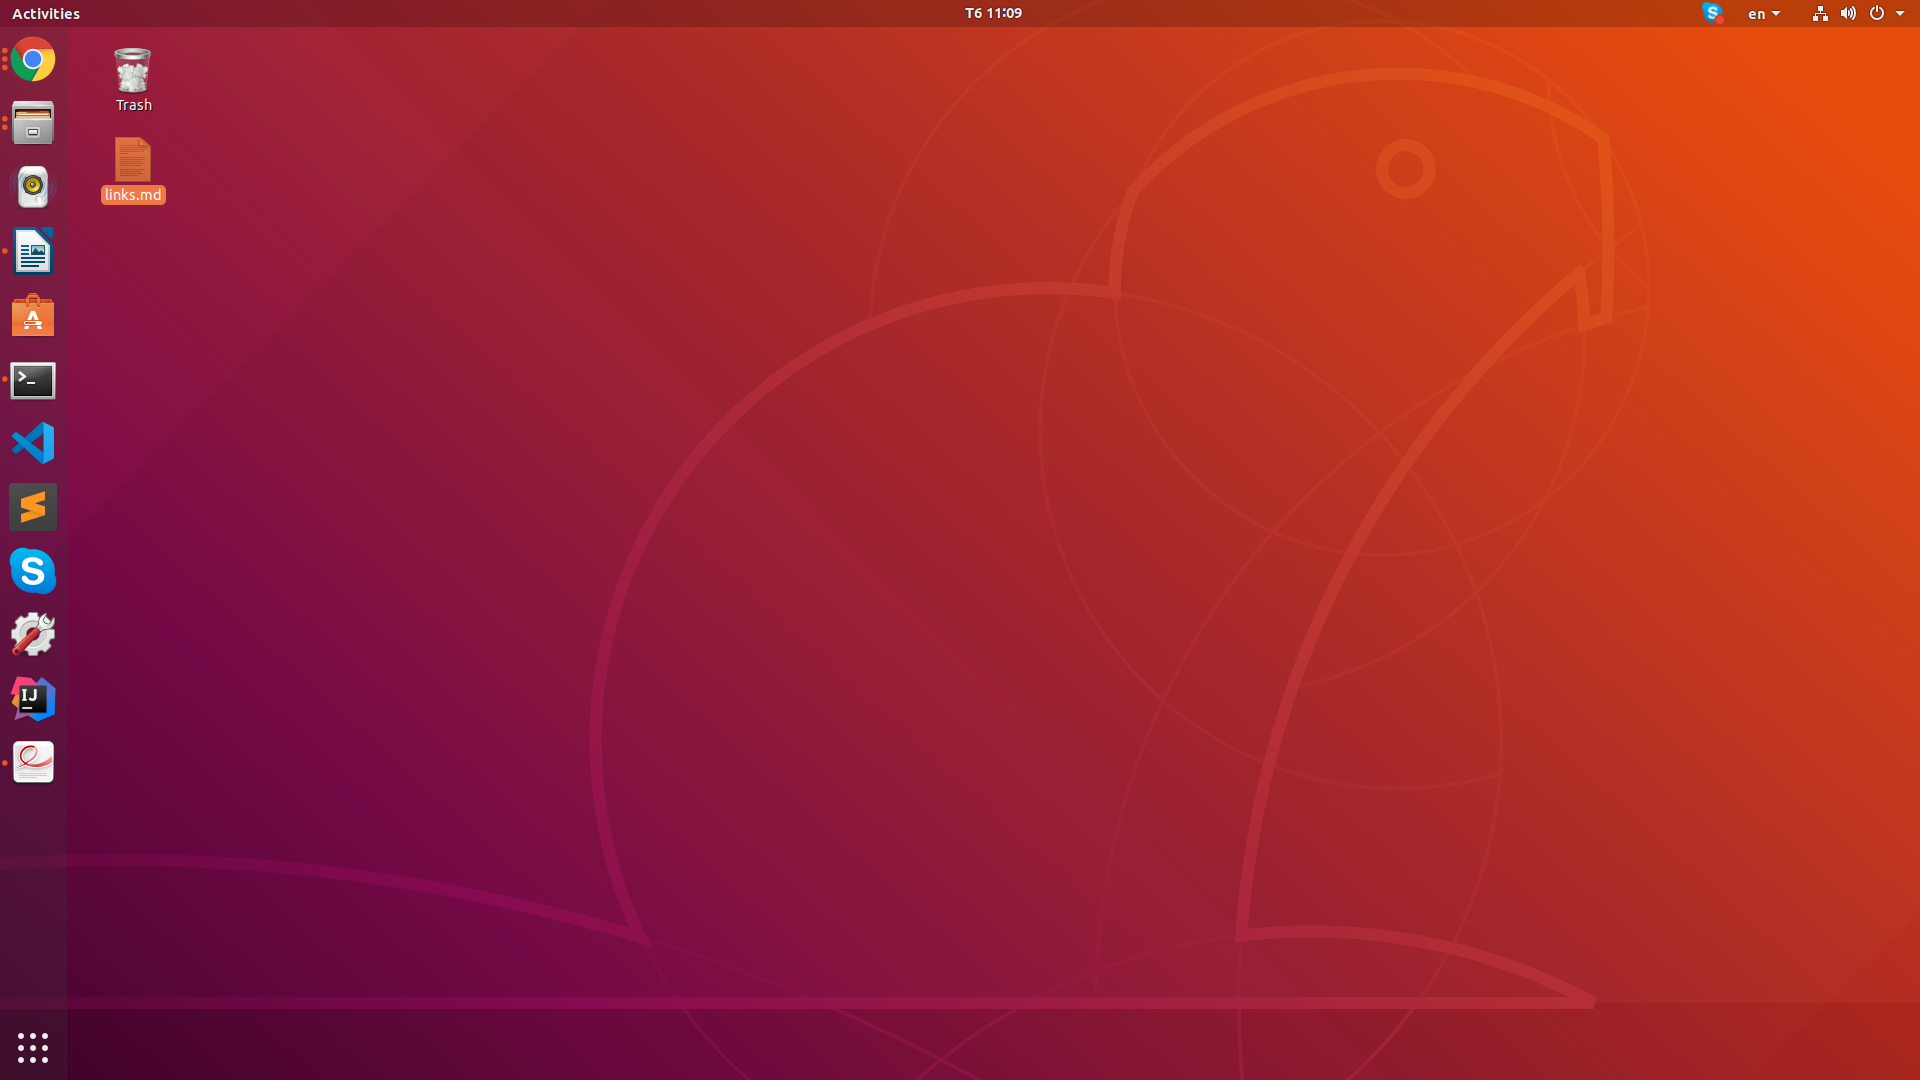 Activities
T6 11:09
en
Trash
links.md